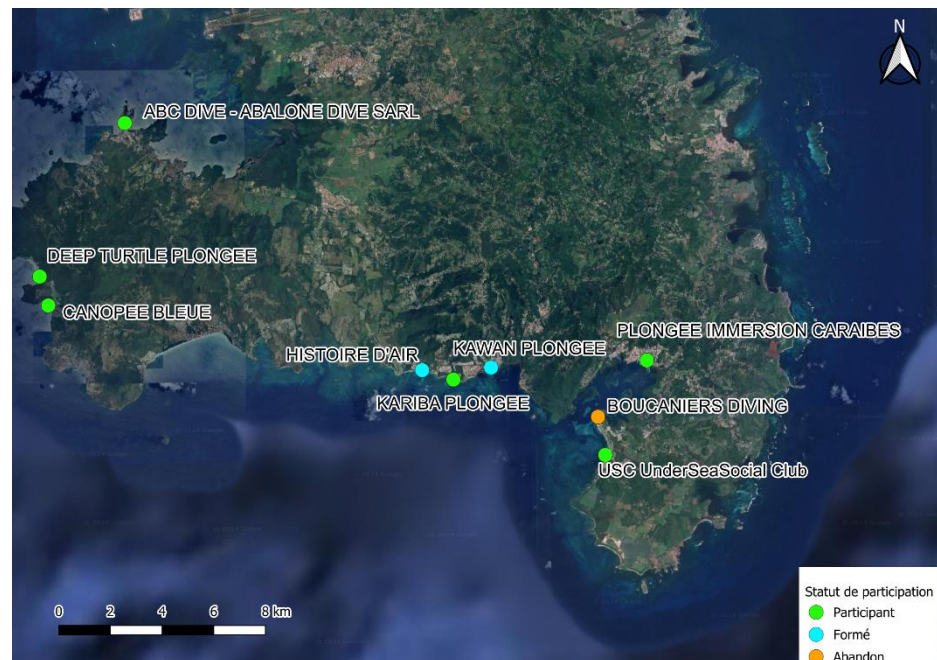 N
ABC DIVE - ABALONE DIVE SARL
DEEP TURTLE PLONGEE
CANOPEE BLEUE
PLONGEE IMMERSION CARAIBES
HISTOIRE D'AIR
KAWAN PLONGEE
KARIBA PLONGEE
BOUCANIERS DIVING
USC UnderSeaSocial Club
0 2 4 6 8 km
Statut de participation
Participant
Formé
Abandon